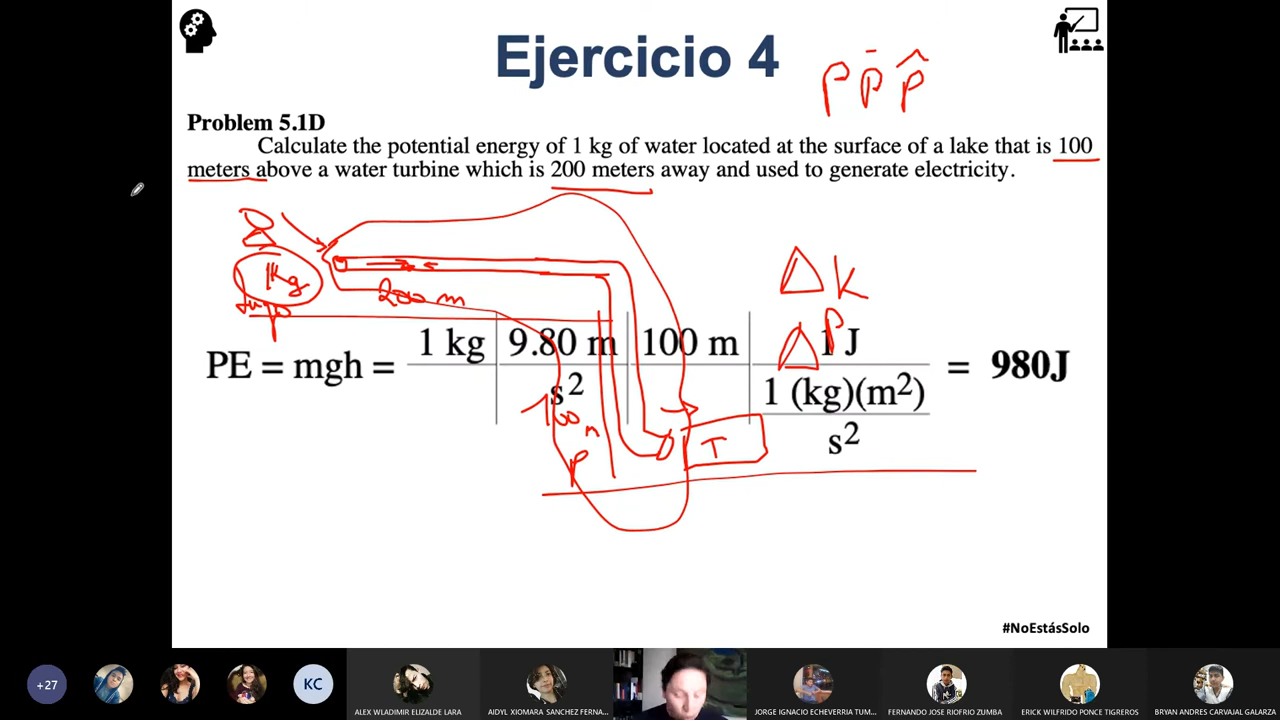 Ejercicio 4
P P̄ P̂
Problem 5.1D
Calculate the potential energy of 1 kg of water located at the surface of a lake that is 100
meters above a water turbine which is 200 meters away and used to generate electricity.
1kg
200 m
ΔK
ΔP
PE = mgh = 1 kg 9.80 m 100 m 1 J = 980J
s² 1 (kg)(m²)
s²
100 m
P
T
#NoEstásSolo
+27
KC
ALEX WLADIMIR ELIZALDE LARA
AIDYL XIOMARA SANCHEZ FERNA...
JORGE IGNACIO ECHEVERRIA TUM...
FERNANDO JOSE RIOFRIO ZUMBA
ERICK WILFRIDO PONCE TIGREROS
BRYAN ANDRES CARVAJAL GALARZA